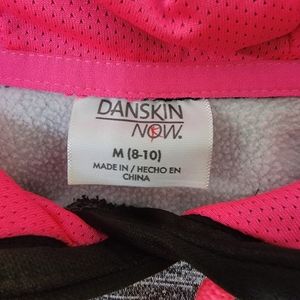 DANSKIN
NOW.
M (8-10)
MADE IN / HECHO EN
CHINA